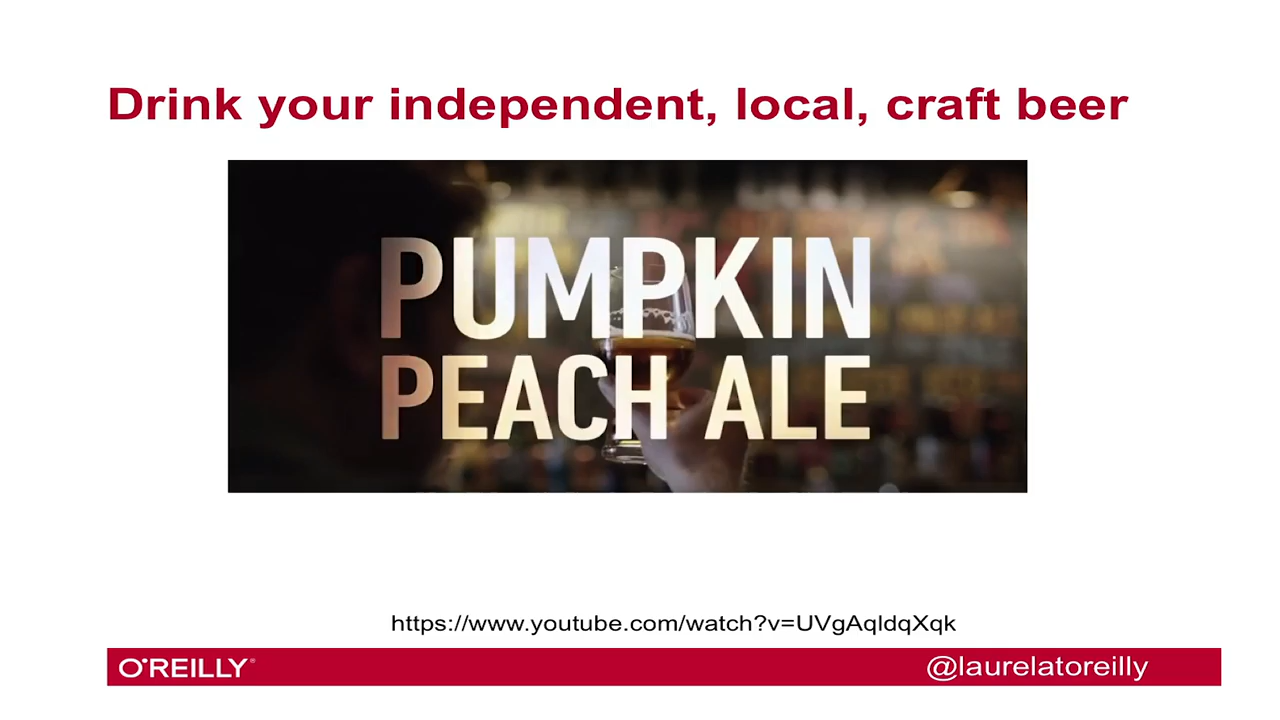 Drink your independent, local, craft beer
PUMPKIN
PEACH ALE
https://www.youtube.com/watch?v=UVgAqldqXqk
O'REILLY®
@laurelatoreilly